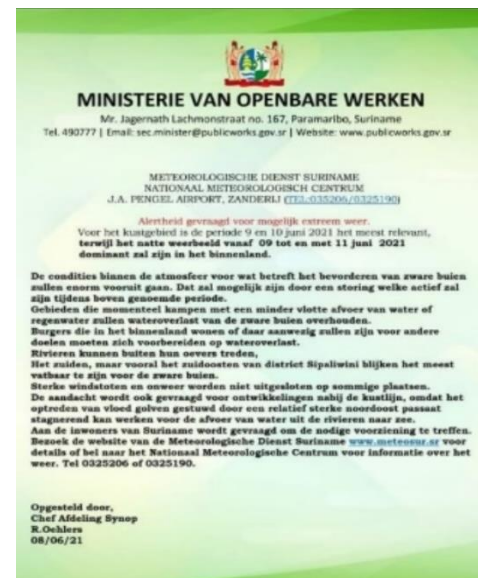 MINISTERIE VAN OPENBARE WERKEN
Mr. Jagernath Lachmonstraat no. 167, Paramaribo, Suriname
Tel. 490777 | Email: sec.minister@publicworks.gov.sr | Website: www.publicworks.gov.sr
METEOROLOGISCHE DIENST SURINAME
NATIONAAL METEOROLOGISCH CENTRUM
J.A. PENGEL AIRPORT, ZANDERIJ (TEL:035206/0325190)
Alertheid gevraagd voor mogelijk extreem weer.
Voor het kustgebied is de periode 9 en 10 juni 2021 het meest relevant,
terwijl het natte weerbeeld vanaf 09 tot en met 11 juni 2021
dominant zal zijn in het binnenland.
De condities binnen de atmosfeer voor wat betreft het bevorderen van zware buien
zullen enorm vooruit gaan. Dat zal mogelijk zijn door een storing welke actief zal
zijn tijdens boven genoemde periode.
Gebieden die momenteel kampen met een minder vlotte afvoer van water of
regenwater zullen wateroverlast van de zware buien overhouden.
Burgers die in het binnenland wonen of daar aanwezig zullen zijn voor andere
doelen moeten zich voorbereiden op wateroverlast.
Rivieren kunnen buiten hun oevers treden,
Het zuiden, maar vooral het zuidoosten van district Sipaliwini blijken het meest
vatbaar te zijn voor de zware buien.
Sterke windstoten en onweer worden niet uitgesloten op sommige plaatsen.
De aandacht wordt ook gevraagd voor ontwikkelingen nabij de kustlijn, omdat het
optreden van vloed golven gestuwd door een relatief sterke noordoost passaat
stagnerend kan werken voor de afvoer van water uit de rivieren naar zee.
Aan de inwoners van Suriname wordt gevraagd om de nodige voorziening te treffen.
Bezoek de website van de Meteorologische Dienst Suriname www.meteosur.sr voor
details of bel naar het Nationaal Meteorologische Centrum voor informatie over het
weer. Tel 0325206 of 0325190.
Opgesteld door,
Chef Afdeling Synop
R.Oehlers
08/06/21